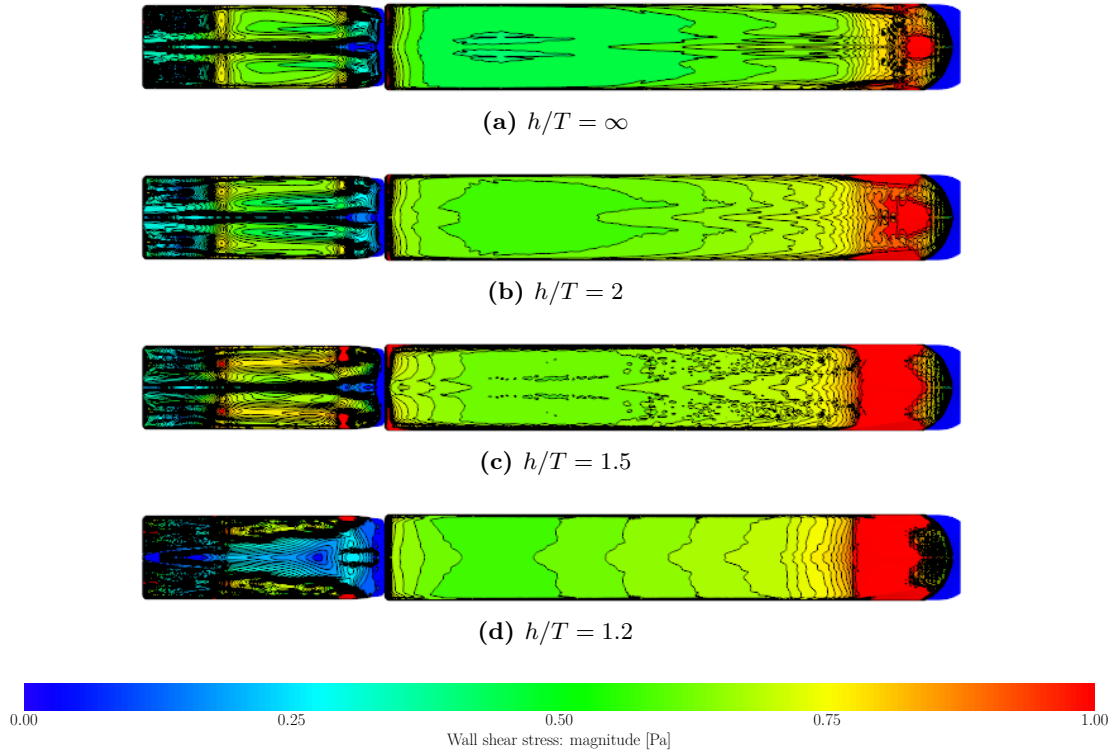 (a) h/T = ∞
(b) h/T = 2
(c) h/T = 1.5
(d) h/T = 1.2
0.00 0.25 0.50 0.75 1.00
Wall shear stress: magnitude [Pa]